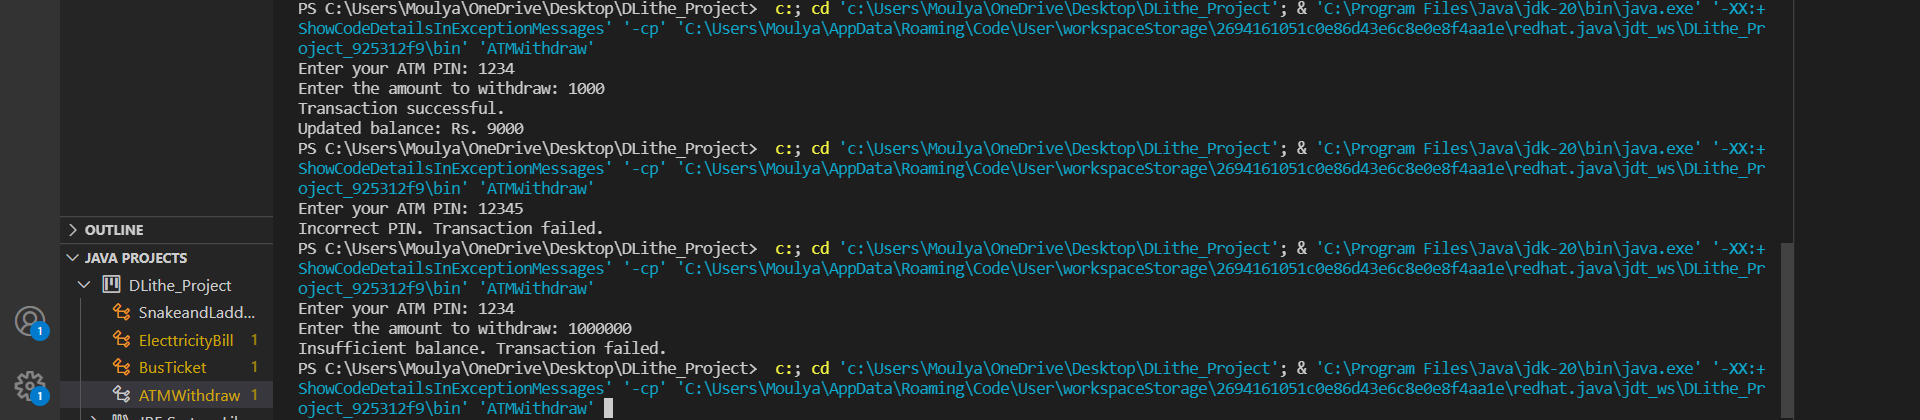 OUTLINE
JAVA PROJECTS
DLithe_Project
SnakeandLadd...
ElecttricityBill 1
BusTicket 1
ATMWithdraw 1
1
1
PS C:\Users\Moulya\OneDrive\Desktop\DLithe_Project>  c:; cd 'c:\Users\Moulya\OneDrive\Desktop\DLithe_Project'; & 'C:\Program Files\Java\jdk-20\bin\java.exe' '-XX:+
ShowCodeDetailsInExceptionMessages' '-cp' 'C:\Users\Moulya\AppData\Roaming\Code\User\workspaceStorage\2694161051c0e86d43e6c8e0e8f4aa1e\redhat.java\jdt_ws\DLithe_Pr
oject_925312f9\bin' 'ATMWithdraw'
Enter your ATM PIN: 1234
Enter the amount to withdraw: 1000
Transaction successful.
Updated balance: Rs. 9000
PS C:\Users\Moulya\OneDrive\Desktop\DLithe_Project>  c:; cd 'c:\Users\Moulya\OneDrive\Desktop\DLithe_Project'; & 'C:\Program Files\Java\jdk-20\bin\java.exe' '-XX:+
ShowCodeDetailsInExceptionMessages' '-cp' 'C:\Users\Moulya\AppData\Roaming\Code\User\workspaceStorage\2694161051c0e86d43e6c8e0e8f4aa1e\redhat.java\jdt_ws\DLithe_Pr
oject_925312f9\bin' 'ATMWithdraw'
Enter your ATM PIN: 12345
Incorrect PIN. Transaction failed.
PS C:\Users\Moulya\OneDrive\Desktop\DLithe_Project>  c:; cd 'c:\Users\Moulya\OneDrive\Desktop\DLithe_Project'; & 'C:\Program Files\Java\jdk-20\bin\java.exe' '-XX:+
ShowCodeDetailsInExceptionMessages' '-cp' 'C:\Users\Moulya\AppData\Roaming\Code\User\workspaceStorage\2694161051c0e86d43e6c8e0e8f4aa1e\redhat.java\jdt_ws\DLithe_Pr
oject_925312f9\bin' 'ATMWithdraw'
Enter your ATM PIN: 1234
Enter the amount to withdraw: 1000000
Insufficient balance. Transaction failed.
PS C:\Users\Moulya\OneDrive\Desktop\DLithe_Project>  c:; cd 'c:\Users\Moulya\OneDrive\Desktop\DLithe_Project'; & 'C:\Program Files\Java\jdk-20\bin\java.exe' '-XX:+
ShowCodeDetailsInExceptionMessages' '-cp' 'C:\Users\Moulya\AppData\Roaming\Code\User\workspaceStorage\2694161051c0e86d43e6c8e0e8f4aa1e\redhat.java\jdt_ws\DLithe_Pr
oject_925312f9\bin' 'ATMWithdraw'